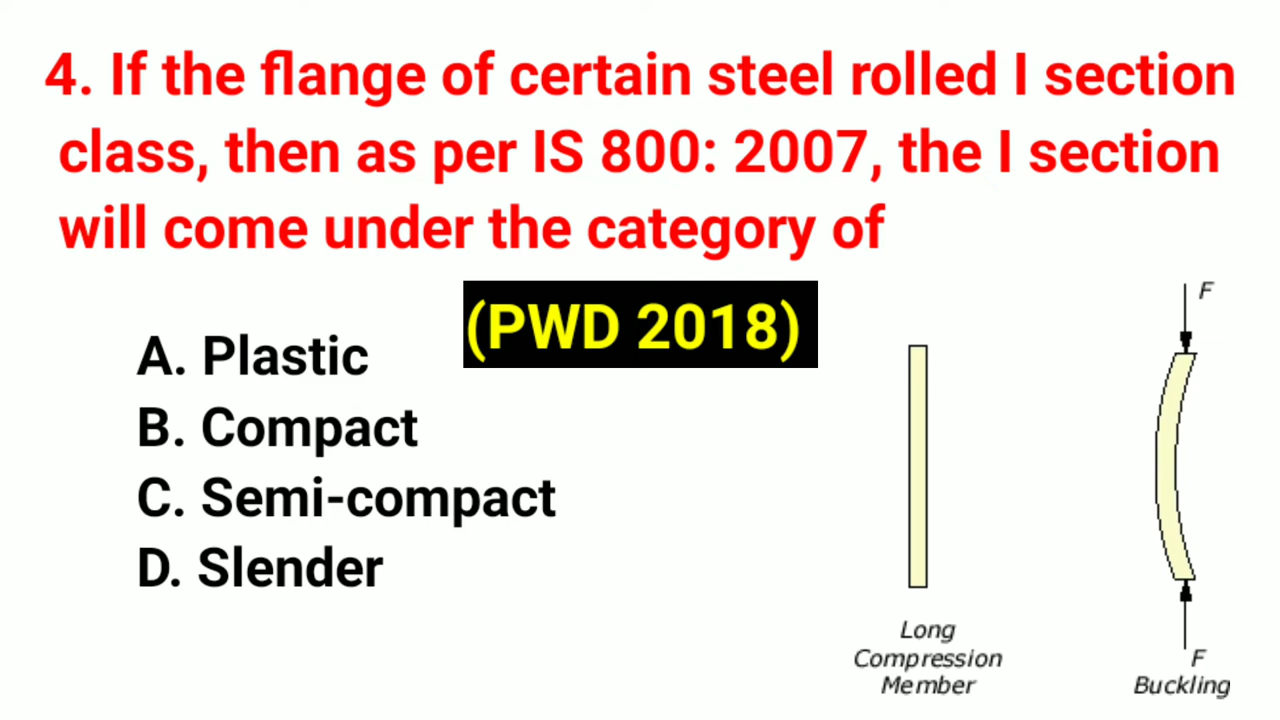 4. If the flange of certain steel rolled I section
class, then as per IS 800: 2007, the I section
will come under the category of
(PWD 2018)
A. Plastic
B. Compact
C. Semi-compact
D. Slender
F
Long
Compression
Member
F
Buckling